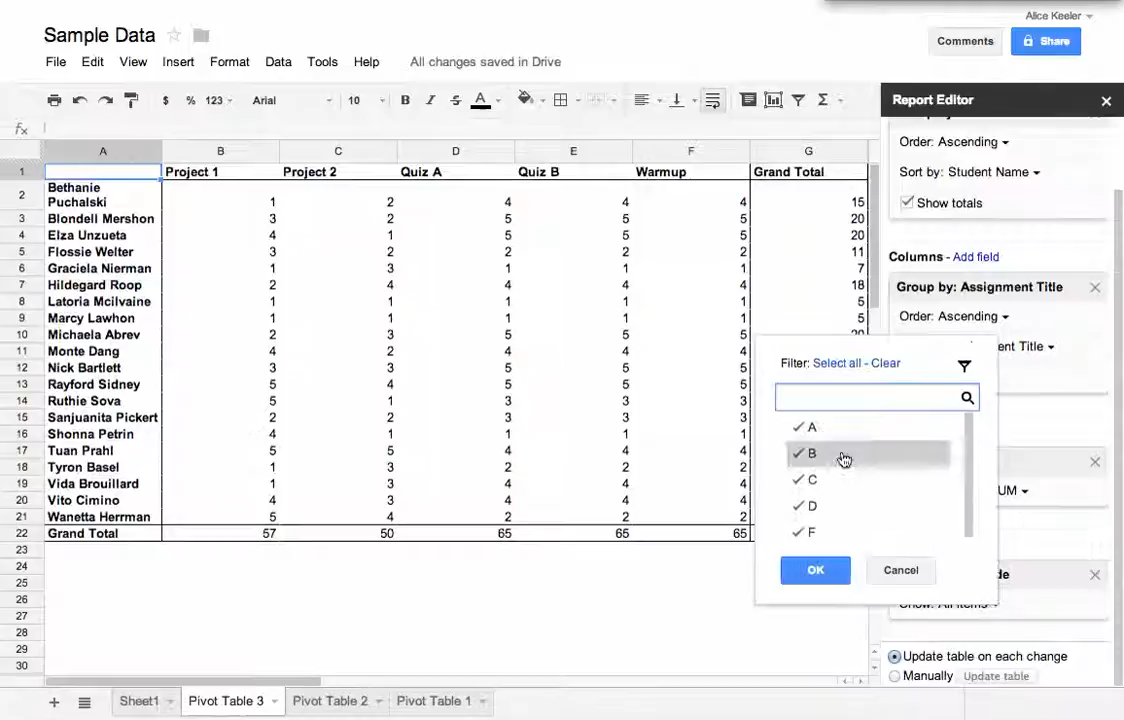 Alice Keeler
Sample Data
Comments
Share
File Edit View Insert Format Data Tools Help All changes saved in Drive
$ % 123 Arial 10 B I S A Σ
Report Editor
fx
A B C D E F G
1 Project 1 Project 2 Quiz A Quiz B Warmup Grand Total
2 Bethanie Puchalski 1 2 4 4 4 15
3 Blondell Mershon 3 2 5 5 5 20
4 Elza Unzueta 4 1 5 5 5 20
5 Flossie Welter 3 2 2 2 2 11
6 Graciela Nierman 1 3 1 1 1 7
7 Hildegard Roop 2 4 4 4 4 18
8 Latoria Mcilvaine 1 1 1 1 1 5
9 Marcy Lawhon 1 1 1 1 1 5
10 Michaela Abrev 2 3 5 5 5
11 Monte Dang 4 2 4 4 4
12 Nick Bartlett 3 3 5 5 5
13 Rayford Sidney 5 4 5 5 5
14 Ruthie Sova 5 1 3 3 3
15 Sanjuanita Pickert 2 2 3 3 3
16 Shonna Petrin 4 1 1 1 1
17 Tuan Prahl 5 5 4 4 4
18 Tyron Basel 1 3 2 2 2
19 Vida Brouillard 1 3 4 4 4
20 Vito Cimino 4 3 4 4 4
21 Wanetta Herrman 5 4 2 2 2
22 Grand Total 57 50 65 65 65
23
24
25
26
27
28
29
30
Order: Ascending
Sort by: Student Name
Show totals
Columns - Add field
Group by: Assignment Title
Order: Ascending
ent Title
UM
de
Show: All items
Update table on each change
Manually Update table
Filter: Select all - Clear
A
B
C
D
F
OK Cancel
Sheet1 Pivot Table 3 Pivot Table 2 Pivot Table 1